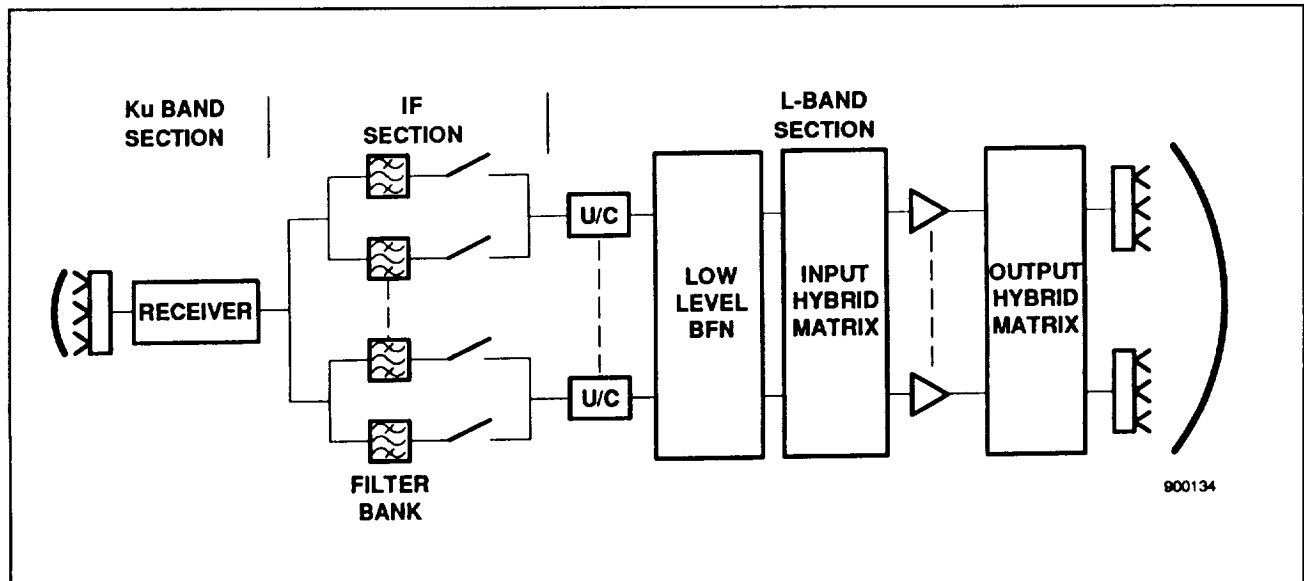 Ku BAND
SECTION
IF
SECTION
L-BAND
SECTION
RECEIVER
U/C
U/C
LOW
LEVEL
BFN
INPUT
HYBRID
MATRIX
OUTPUT
HYBRID
MATRIX
FILTER
BANK
900134